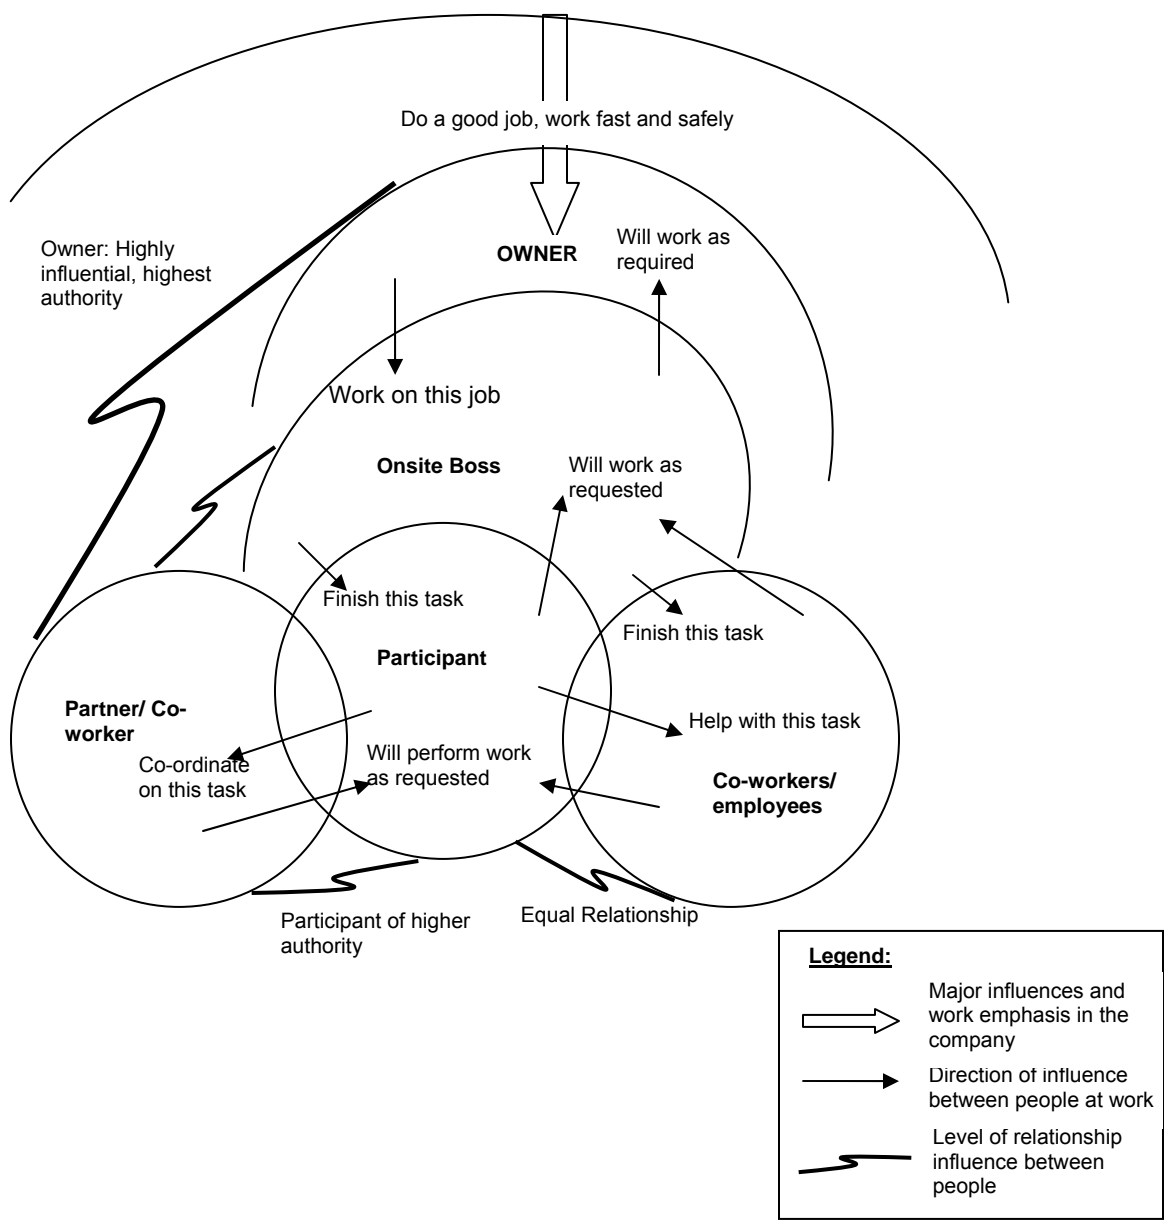 Do a good job, work fast and safely
Owner: Highly
influential, highest
authority
OWNER
Will work as
required
Work on this job
Onsite Boss
Will work as
requested
Finish this task
Finish this task
Participant
Partner/ Co-
worker
Co-ordinate
on this task
Will perform work
as requested
Help with this task
Co-workers/
employees
Participant of higher
authority
Equal Relationship
Legend:
Major influences and
work emphasis in the
company
Direction of influence
between people at work
Level of relationship
influence between
people